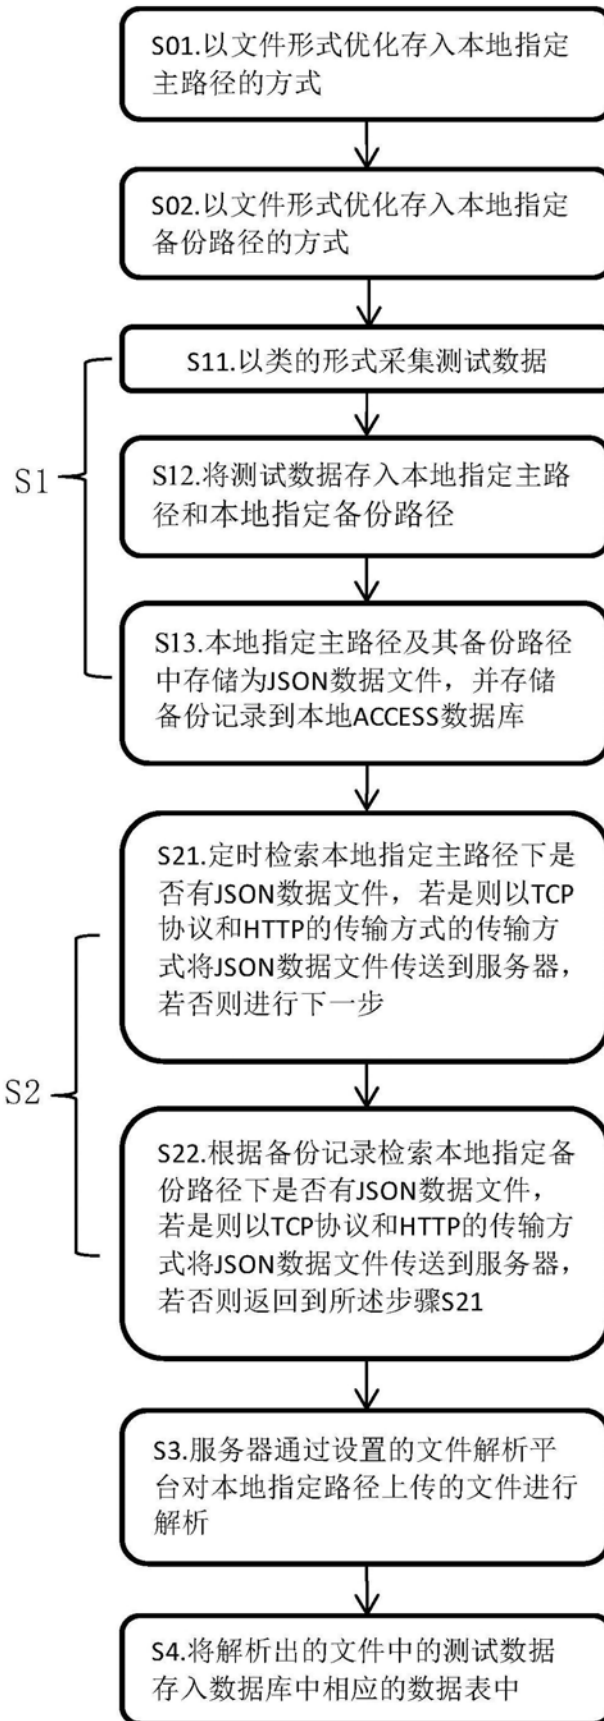 S01.以文件形式优化存入本地指定
主路径的方式
S02.以文件形式优化存入本地指定
备份路径的方式
S11.以类的形式采集测试数据
S1
S12.将测试数据存入本地指定主路
径和本地指定备份路径
S13.本地指定主路径及其备份路径
中存储为JSON数据文件，并存储
备份记录到本地ACCESS数据库
S21.定时检索本地指定主路径下是
否有JSON数据文件，若是则以TCP
协议和HTTP的传输方式的传输方
式将JSON数据文件传送到服务器，
若否则进行下一步
S2
S22.根据备份记录检索本地指定备
份路径下是否有JSON数据文件，
若是则以TCP协议和HTTP的传输方
式将JSON数据文件传送到服务器，
若否则返回到所述步骤S21
S3.服务器通过设置的文件解析平
台对本地指定路径上传的文件进行
解析
S4.将解析出的文件中的测试数据
存入数据库中相应的数据表中